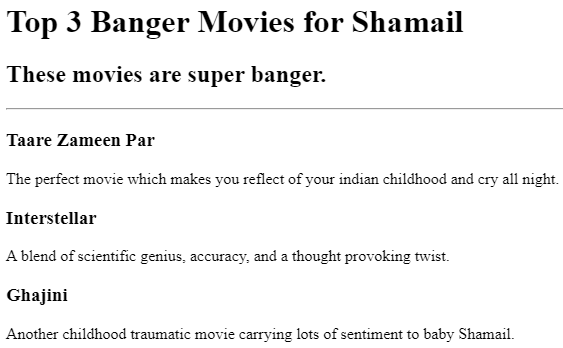 Top 3 Banger Movies for Shamail
These movies are super banger.
Taare Zameen Par
The perfect movie which makes you reflect of your indian childhood and cry all night.
Interstellar
A blend of scientific genius, accuracy, and a thought provoking twist.
Ghajini
Another childhood traumatic movie carrying lots of sentiment to baby Shamail.